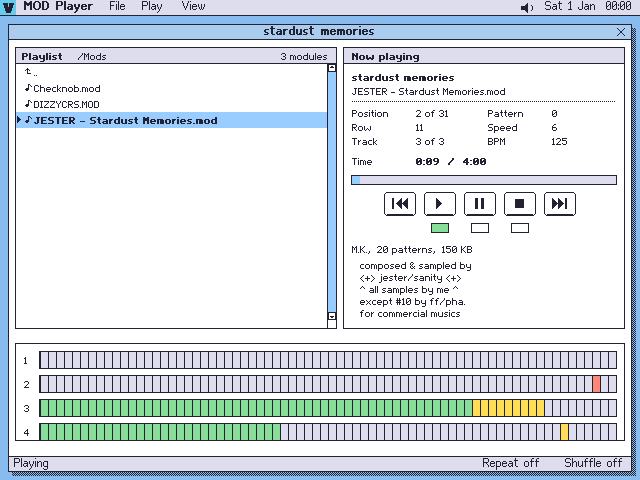 MOD Player File Play View Sat 1 Jan 00:00
stardust memories
Playlist /Mods 3 modules
..
Checknob.mod
DIZZYCRS.MOD
JESTER - Stardust Memories.mod
Now playing
stardust memories
JESTER - Stardust Memories.mod
Position 2 of 31 Pattern 0
Row 11 Speed 6
Track 3 of 3 BPM 125
Time 0:09 / 4:00
M.K., 20 patterns, 150 KB
composed & sampled by
<+> jester/sanity <+>
^ all samples by me ^
except #10 by ff/pha.
for commercial musics
1
2
3
4
Playing Repeat off Shuffle off